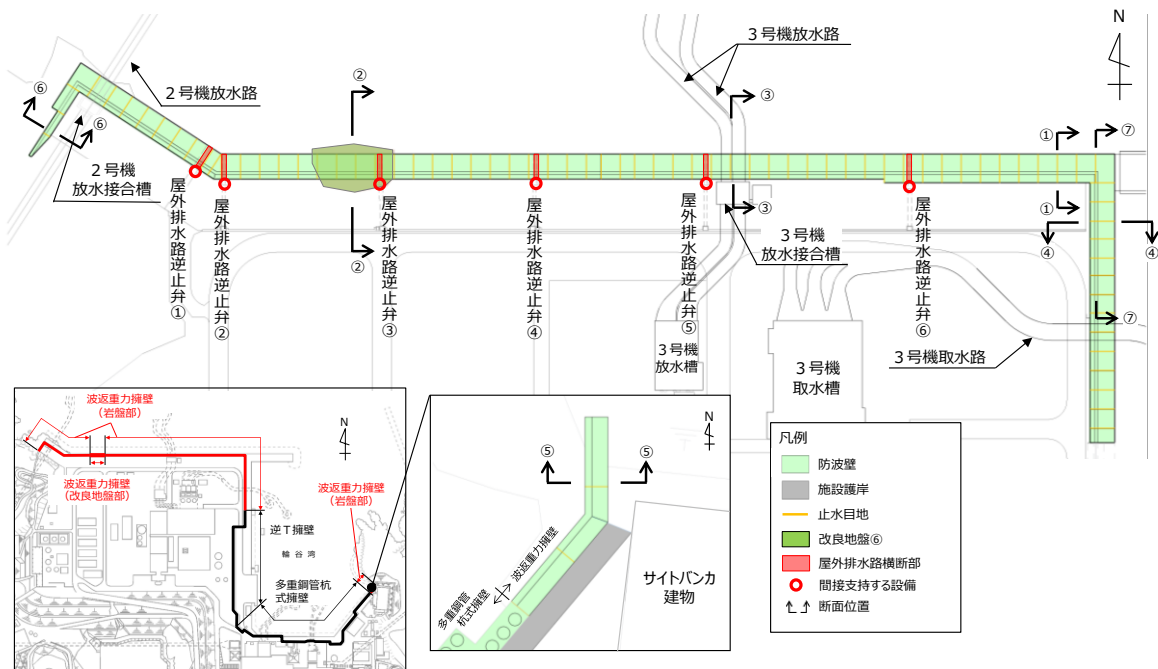 3号機放水路
N
②
2号機放水路
⑥
⑥
③
①
⑦
2号機
放水接合槽
屋外排水路逆止弁①
屋外排水路逆止弁②
②
屋外排水路逆止弁③
屋外排水路逆止弁④
屋外排水路逆止弁⑤
③
3号機
放水接合槽
屋外排水路逆止弁⑥
①
④
④
⑦
3号機
放水槽
3号機
取水槽
3号機取水路
波返重力擁壁
(岩盤部)
N
波返重力擁壁
(改良地盤部)
波返重力擁壁
(岩盤部)
逆T擁壁
輪谷湾
多重鋼管杭
式擁壁
N
⑤
⑤
波返重力擁壁
多重鋼管
杭式擁壁
サイトバンカ
建物
凡例
防波壁
施設護岸
止水目地
改良地盤⑥
屋外排水路横断部
間接支持する設備
断面位置